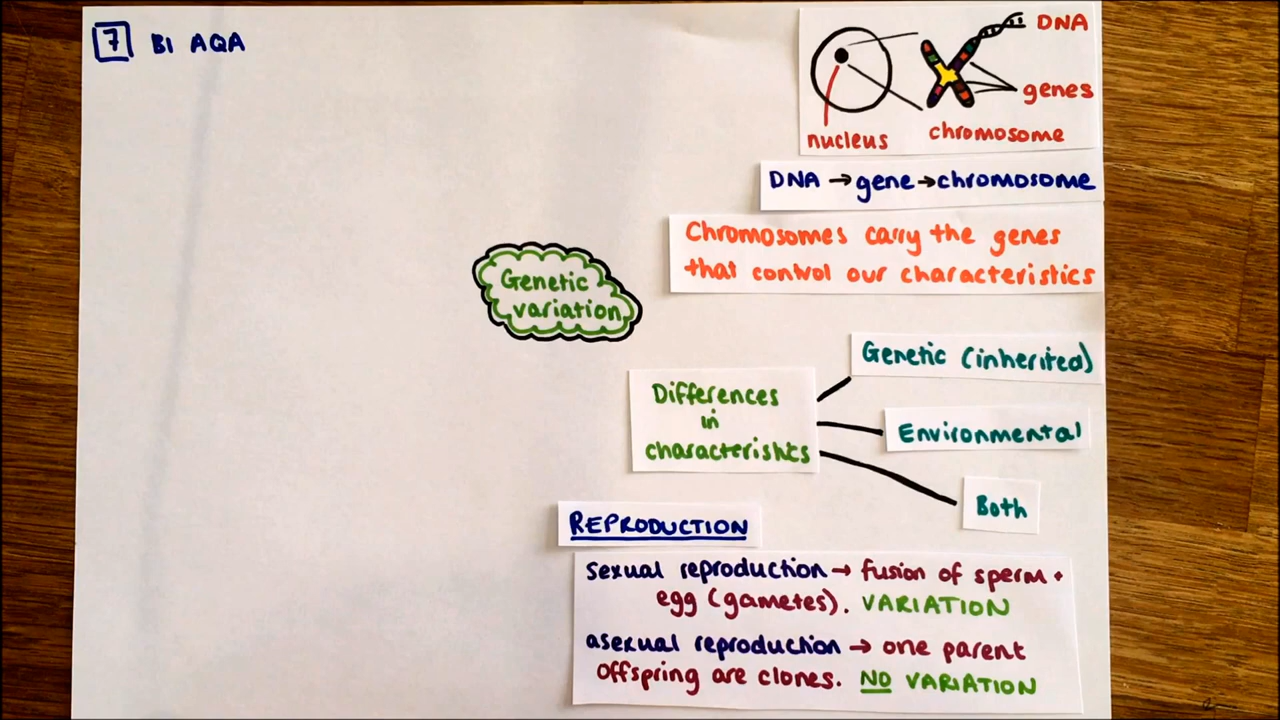 7 B1 AQA
DNA
genes
nucleus
chromosome
DNA → gene → chromosome
Chromosomes carry the genes
that control our characteristics
Genetic
variation
Differences
in
characteristics
Genetic (inherited)
Environmental
Both
REPRODUCTION
sexual reproduction → fusion of sperm +
egg (gametes). VARIATION
asexual reproduction → one parent
offspring are clones. NO VARIATION